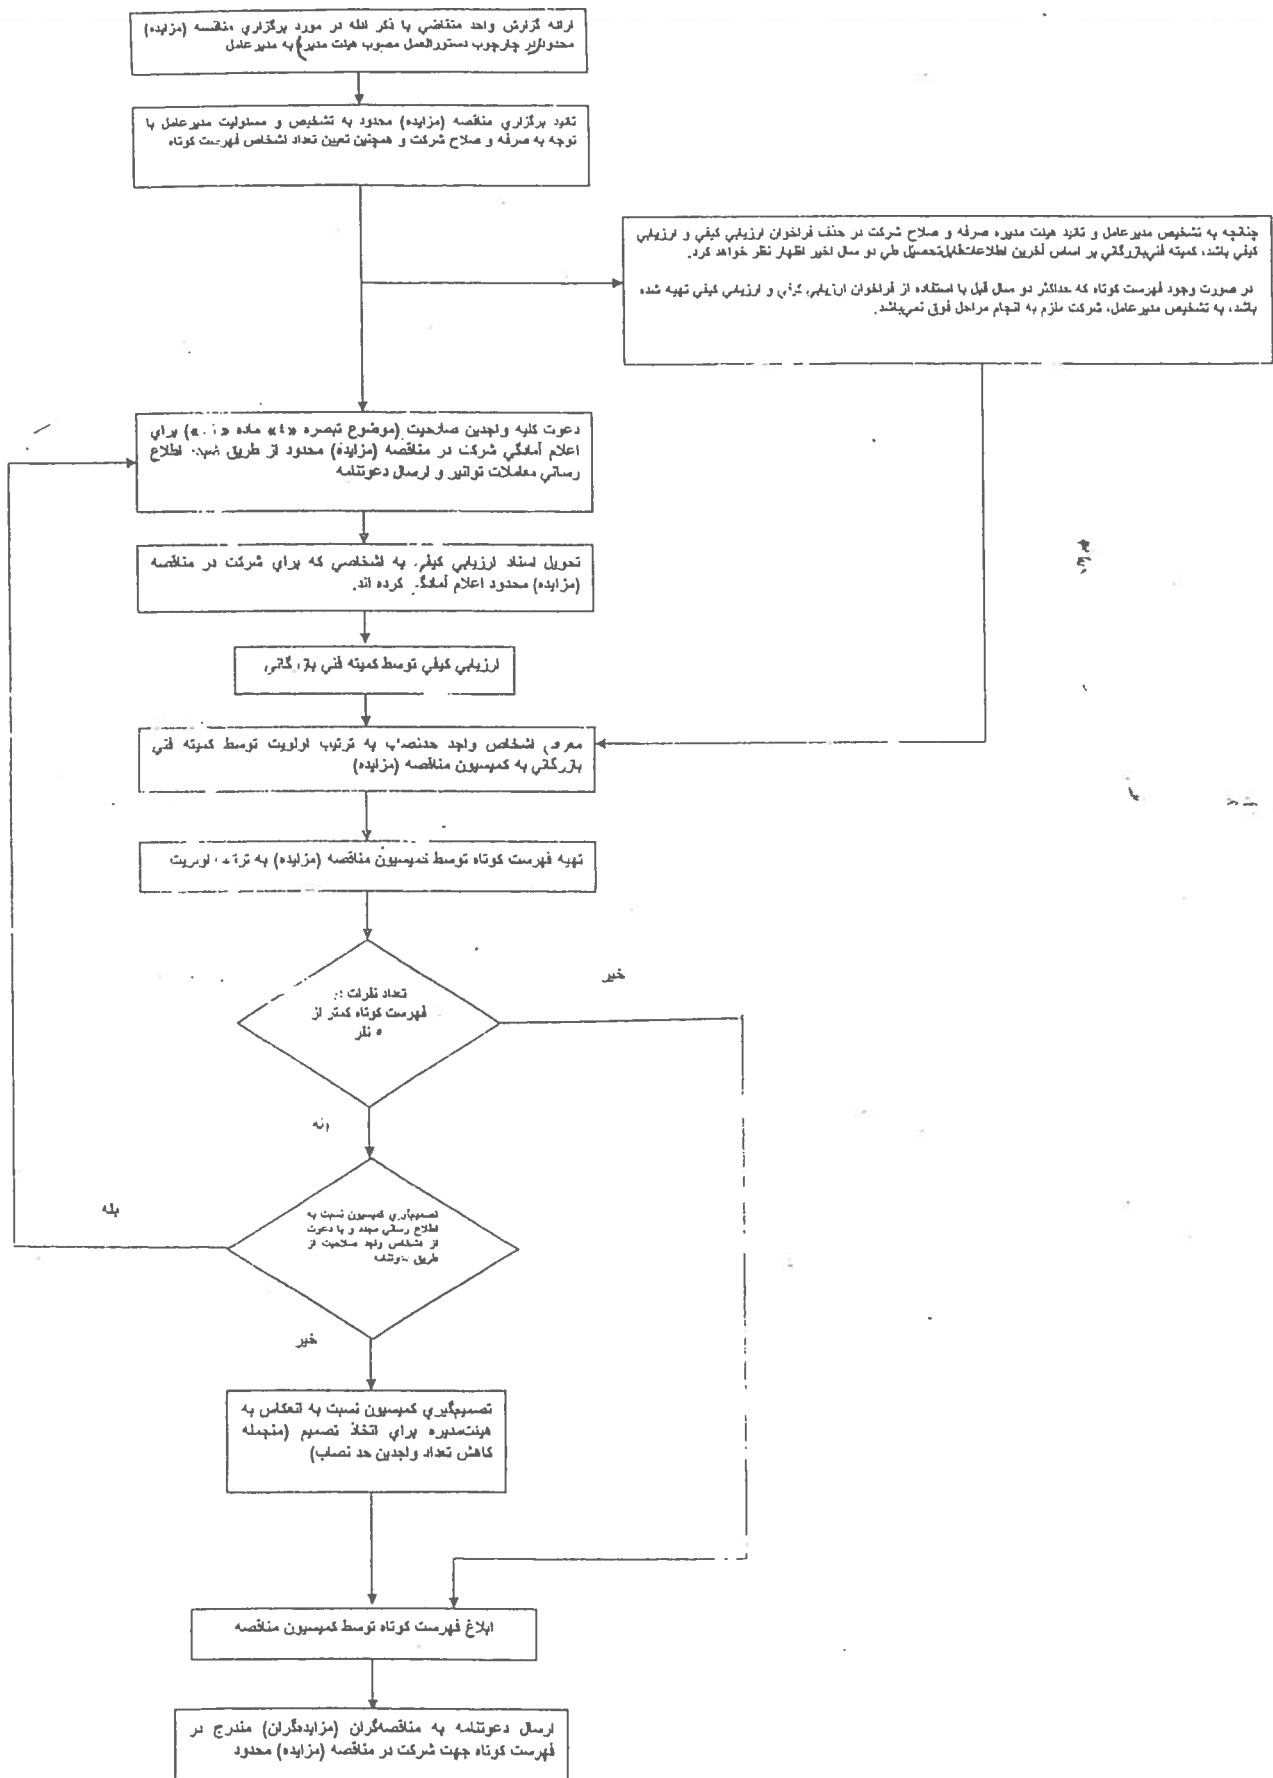 ارائه گزارش واحد متقاضي با ذكر ادله در مورد برگزاري مناقصه (مزايده)
محدود در چارچوب دستورالعمل مصوب هيئت مديره به مديرعامل
تائيد برگزاري مناقصه (مزايده) محدود به تشخيص و مسئوليت مديرعامل با
توجه به صرفه و صلاح شركت و همچنين تعيين تعداد اشخاص فهرست كوتاه
چنانچه به تشخيص مديرعامل و تائيد هيئت مديره صرفه و صلاح شركت در حذف فراخوان ارزيابي كيفي و ارزيابي
كيفي باشد، كميته فني‌بازرگاني بر اساس آخرين اطلاعات قابل‌تحصيل طي دو سال اخير اظهار نظر خواهد كرد.
در صورت وجود فهرست كوتاه كه حداكثر دو سال قبل با استفاده از فراخوان ارزيابي كيفي و ارزيابي كيفي تهيه شده
باشد، به تشخيص مديرعامل، شركت ملزم به انجام مراحل فوق نمي‌باشد.
دعوت كليه واجدين صلاحيت (موضوع تبصره «٤» ماده) براي
اعلام آمادگي شركت در مناقصه (مزايده) محدود از طريق شبكه اطلاع
رساني معاملات توانير و ارسال دعوتنامه
تحويل اسناد ارزيابي كيفي به اشخاصي كه براي شركت در مناقصه
(مزايده) محدود اعلام آمادگي كرده اند.
ارزيابي كيفي توسط كميته فني بازرگاني
معرفي اشخاص واجد حدنصاب به ترتيب اولويت توسط كميته فني
بازرگاني به كميسيون مناقصه (مزايده)
تهيه فهرست كوتاه توسط كميسيون مناقصه (مزايده) به ترتيب اولويت
تعداد نفرات در
فهرست كوتاه كمتر از
٥ نفر
خير
بله
تصميم‌گيري كميسيون نسبت به
اطلاع رساني مجدد و يا دعوت
از اشخاص واجد صلاحيت از
طريق دعوتنامه
بله
خير
تصميم‌گيري كميسيون نسبت به انعكاس به
هيئت‌مديره براي اتخاذ تصميم (منجمله
كاهش تعداد واجدين حد نصاب)
ابلاغ فهرست كوتاه توسط كميسيون مناقصه
ارسال دعوتنامه به مناقصه‌گران (مزايده‌گران) مندرج در
فهرست كوتاه جهت شركت در مناقصه (مزايده) محدود